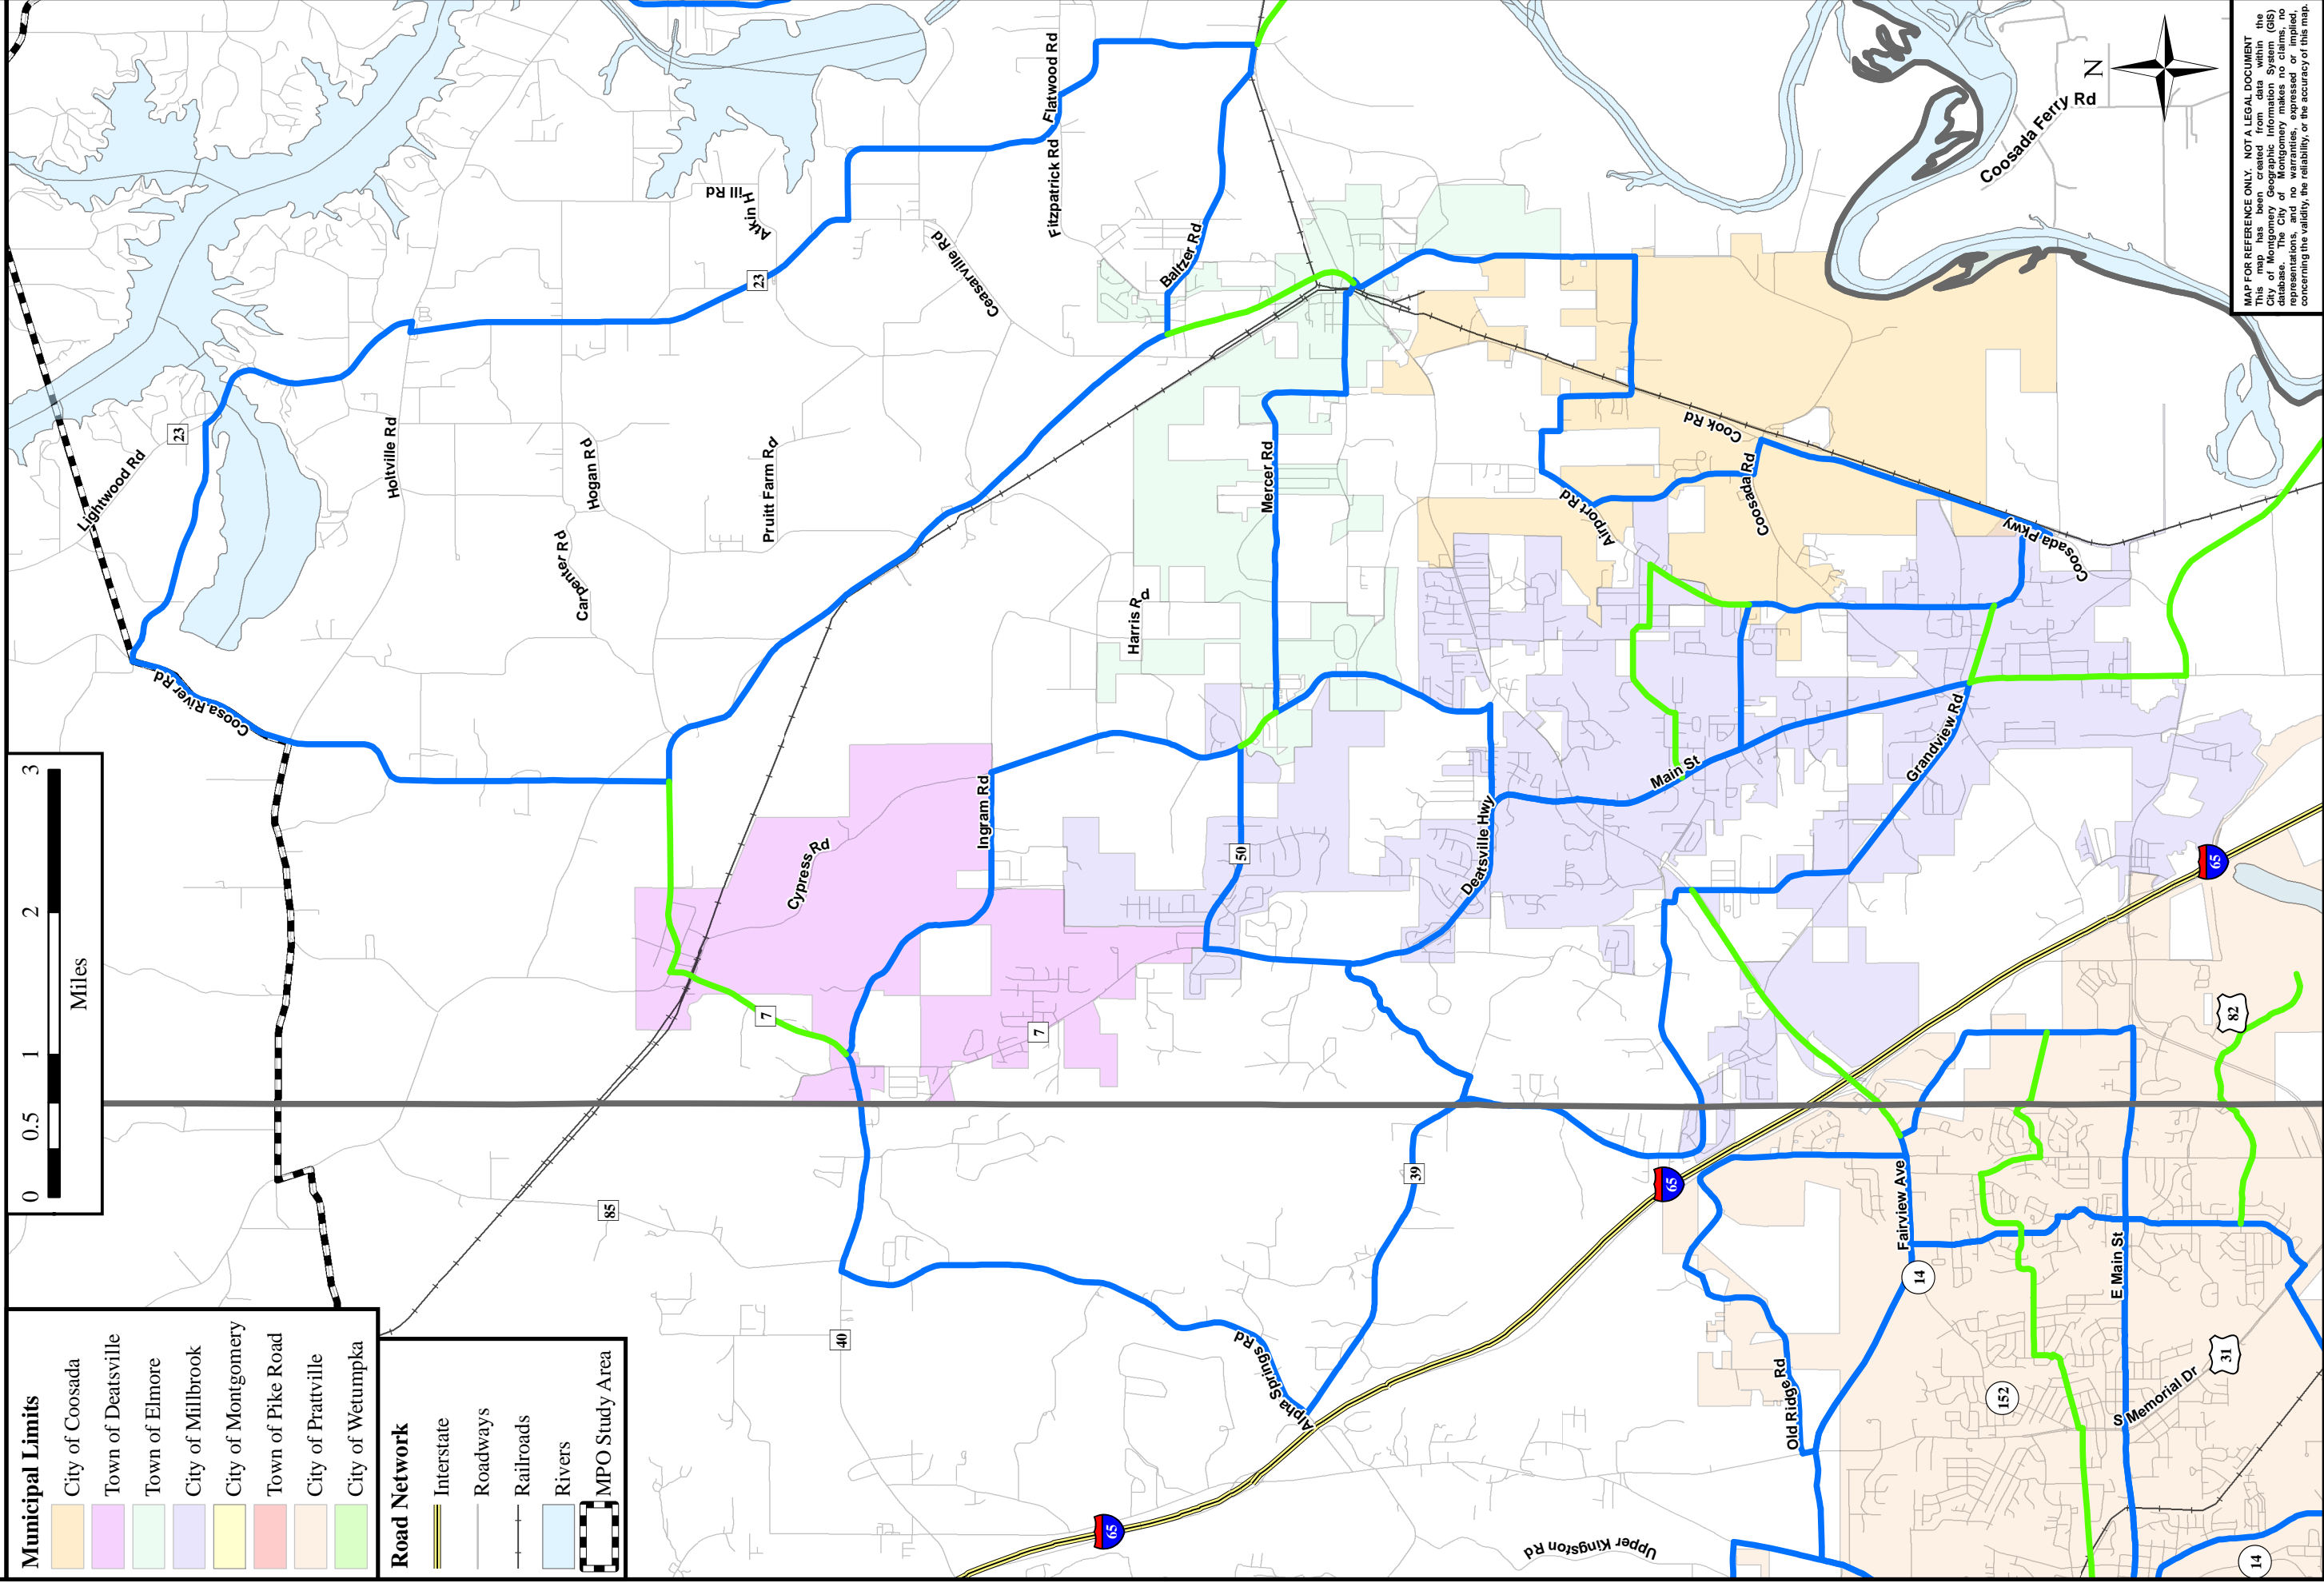 Municipal Limits
City of Coosada
Town of Deatsville
Town of Elmore
City of Millbrook
City of Montgomery
Town of Pike Road
City of Prattville
City of Wetumpka
Road Network
Interstate
Roadways
Railroads
Rivers
MPO Study Area
0 0.5 1 2 3
Miles
MAP FOR REFERENCE ONLY. NOT A LEGAL DOCUMENT
This map has been created from data within the
City of Montgomery Geographic Information System (GIS)
database. The City of Montgomery makes no claims, no
representations, and no warranties, expressed or implied,
concerning the validity, the reliability, or the accuracy of this map.
N
Coosada Ferry Rd
Lightwood Rd
23
Coosa River Rd
Holtville Rd
Hogan Rd
Carpenter Rd
Pruitt Farm Rd
Atkin Hill Rd
23
Ceasarville Rd
Flatwood Rd
Fitzpatrick Rd
Baltzer Rd
Mercer Rd
Harris Rd
Cypress Rd
Ingram Rd
7
7
50
Deatsville Hwy
Main St
Airport Rd
Coosada Rd
Cook Rd
Coosada Pkwy
Grandview Rd
85
40
39
Alpha Springs Rd
65
65
65
Old Ridge Rd
Upper Kingston Rd
Fairview Ave
14
152
E Main St
S Memorial Dr
31
82
14